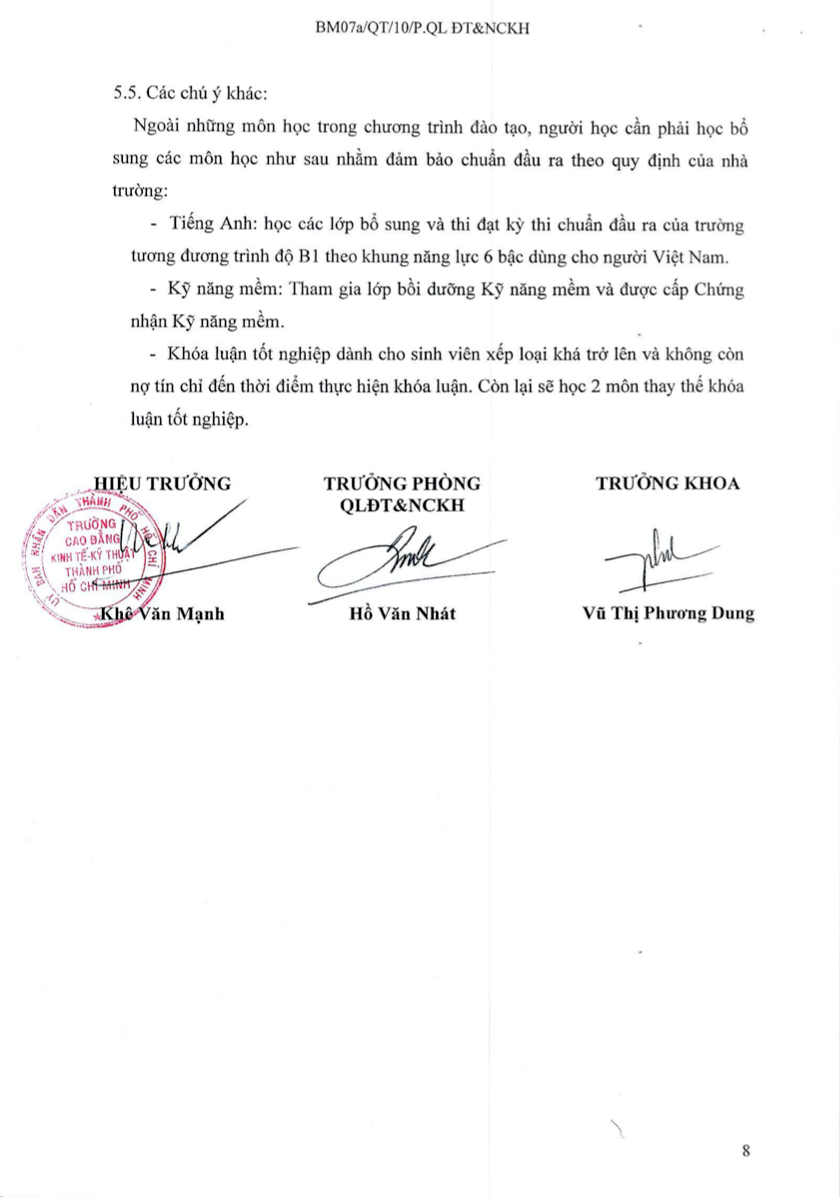 BM07a/QT/10/P.QL ĐT&NCKH
5.5. Các chú ý khác:
Ngoài những môn học trong chương trình đào tạo, người học cần phải học bổ
sung các môn học như sau nhằm đảm bảo chuẩn đầu ra theo quy định của nhà
trường:
- Tiếng Anh: học các lớp bổ sung và thi đạt kỳ thi chuẩn đầu ra của trường
tương đương trình độ B1 theo khung năng lực 6 bậc dùng cho người Việt Nam.
- Kỹ năng mềm: Tham gia lớp bồi dưỡng Kỹ năng mềm và được cấp Chứng
nhận Kỹ năng mềm.
- Khóa luận tốt nghiệp dành cho sinh viên xếp loại khá trở lên và không còn
nợ tín chỉ đến thời điểm thực hiện khóa luận. Còn lại sẽ học 2 môn thay thế khóa
luận tốt nghiệp.
HIỆU TRƯỞNG
TRƯỞNG PHÒNG
QLĐT&NCKH
TRƯỞNG KHOA
ỦY BAN NHÂN DÂN THÀNH PHỐ HỒ CHÍ MINH
TRƯỜNG
CAO ĐẲNG
KINH TẾ-KỸ THUẬT
THÀNH PHỐ
HỒ CHÍ MINH
Khê Văn Mạnh
Hồ Văn Nhát
Vũ Thị Phương Dung
8